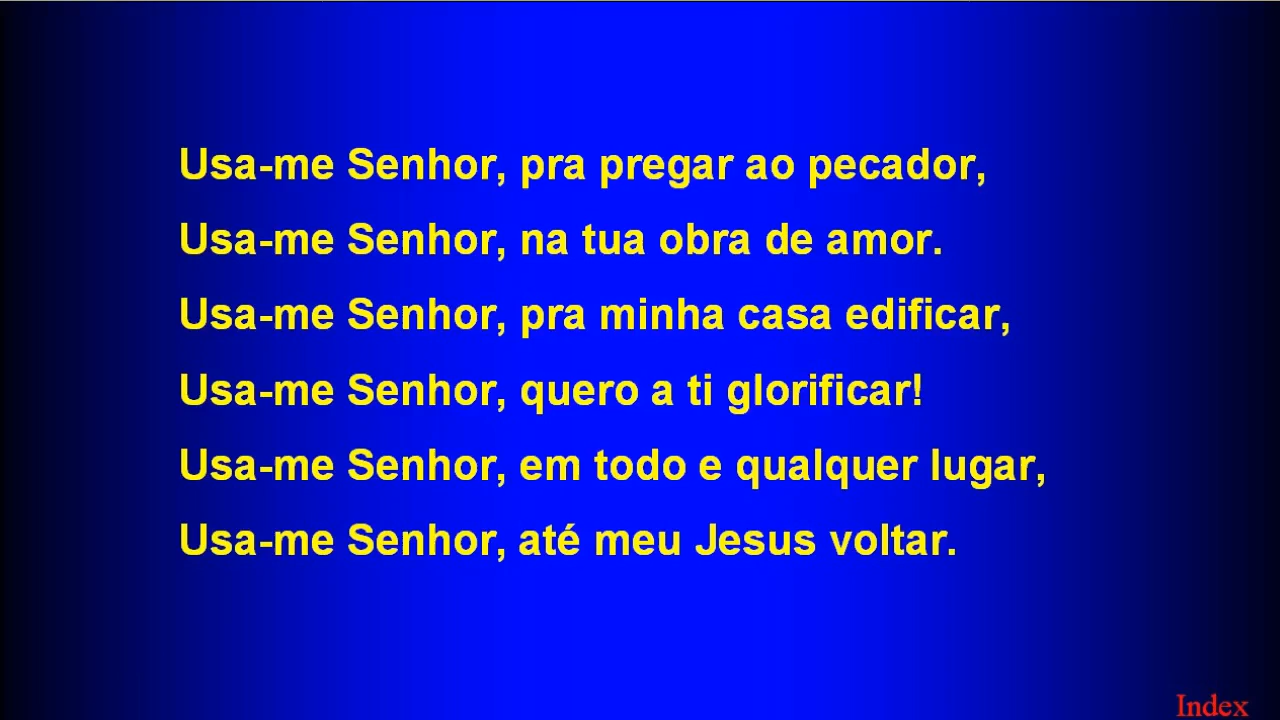 Usa-me Senhor, pra pregar ao pecador,
Usa-me Senhor, na tua obra de amor.
Usa-me Senhor, pra minha casa edificar,
Usa-me Senhor, quero a ti glorificar!
Usa-me Senhor, em todo e qualquer lugar,
Usa-me Senhor, até meu Jesus voltar.
Index